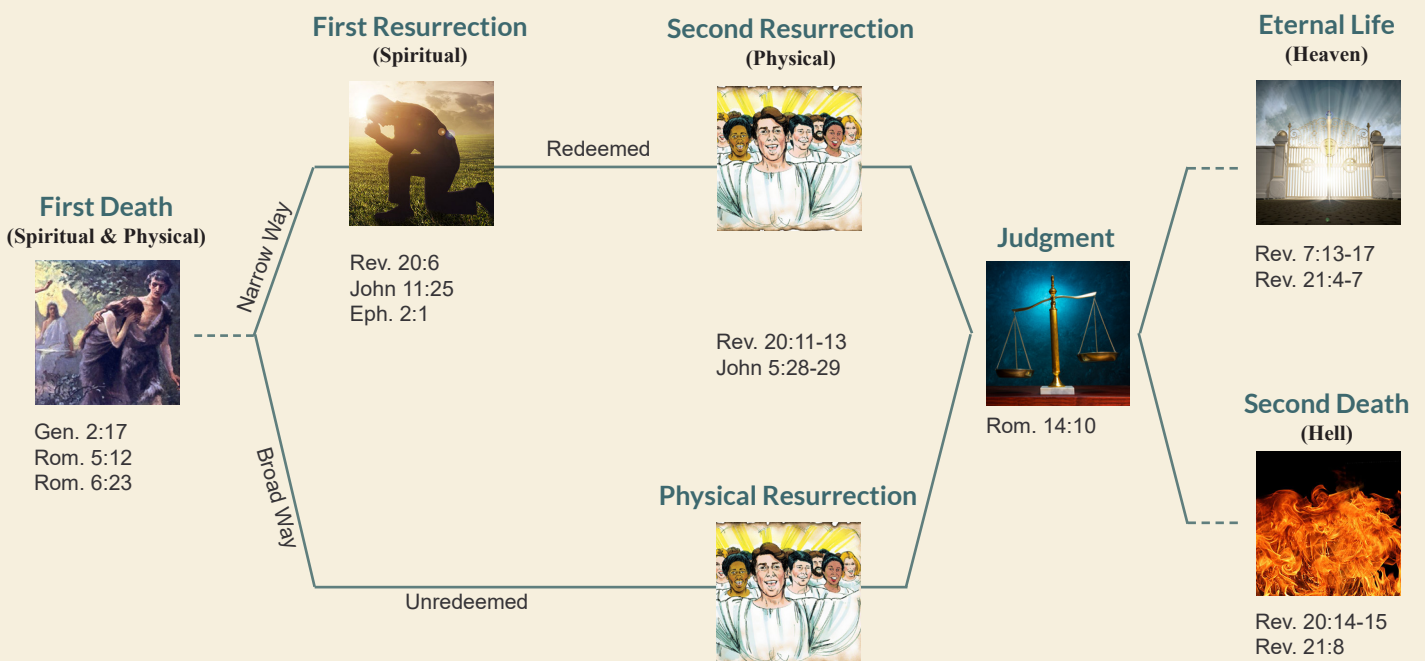 First Death
(Spiritual & Physical)
Gen. 2:17
Rom. 5:12
Rom. 6:23
Narrow Way
Broad Way
First Resurrection
(Spiritual)
Rev. 20:6
John 11:25
Eph. 2:1
Redeemed
Unredeemed
Second Resurrection
(Physical)
Rev. 20:11-13
John 5:28-29
Physical Resurrection
Judgment
Rom. 14:10
Eternal Life
(Heaven)
Rev. 7:13-17
Rev. 21:4-7
Second Death
(Hell)
Rev. 20:14-15
Rev. 21:8